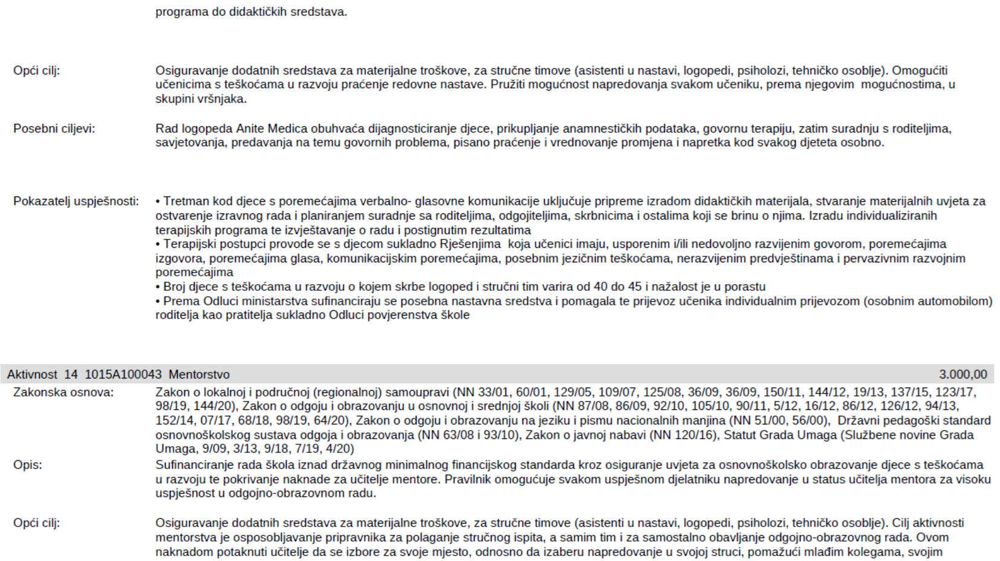 programa do didaktičkih sredstava.
Opći cilj: Osiguravanje dodatnih sredstava za materijalne troškove, za stručne timove (asistenti u nastavi, logopedi, psiholozi, tehničko osoblje). Omogućiti
učenicima s teškoćama u razvoju praćenje redovne nastave. Pružiti mogućnost napredovanja svakom učeniku, prema njegovim  mogućnostima, u
skupini vršnjaka.
Posebni ciljevi: Rad logopeda Anite Medica obuhvaća dijagnosticiranje djece, prikupljanje anamnestičkih podataka, govornu terapiju, zatim suradnju s roditeljima,
savjetovanja, predavanja na temu govornih problema, pisano praćenje i vrednovanje promjena i napretka kod svakog djeteta osobno.
Pokazatelj uspješnosti: • Tretman kod djece s poremećajima verbalno- glasovne komunikacije uključuje pripreme izradom didaktičkih materijala, stvaranje materijalnih uvjeta za
ostvarenje izravnog rada i planiranjem suradnje sa roditeljima, odgojiteljima, skrbnicima i ostalima koji se brinu o njima. Izradu individualiziranih
terapijskih programa te izvještavanje o radu i postignutim rezultatima
• Terapijski postupci provode se s djecom sukladno Rješenjima  koja učenici imaju, usporenim i/ili nedovoljno razvijenim govorom, poremećajima
izgovora, poremećajima glasa, komunikacijskim poremećajima, posebnim jezičnim teškoćama, nerazvijenim predvještinama i pervazivnim razvojnim
poremećajima
• Broj djece s teškoćama u razvoju o kojem skrbe logoped i stručni tim varira od 40 do 45 i nažalost je u porastu
• Prema Odluci ministarstva sufinanciraju se posebna nastavna sredstva i pomagala te prijevoz učenika individualnim prijevozom (osobnim automobilom)
roditelja kao pratitelja sukladno Odluci povjerenstva škole
Aktivnost  14  1015A100043  Mentorstvo 3.000,00
Zakonska osnova: Zakon o lokalnoj i područnoj (regionalnoj) samoupravi (NN 33/01, 60/01, 129/05, 109/07, 125/08, 36/09, 36/09, 150/11, 144/12, 19/13, 137/15, 123/17,
98/19, 144/20), Zakon o odgoju i obrazovanju u osnovnoj i srednjoj školi (NN 87/08, 86/09, 92/10, 105/10, 90/11, 5/12, 16/12, 86/12, 126/12, 94/13,
152/14, 07/17, 68/18, 98/19, 64/20), Zakon o odgoju i obrazovanju na jeziku i pismu nacionalnih manjina (NN 51/00, 56/00),  Državni pedagoški standard
osnovnoškolskog sustava odgoja i obrazovanja (NN 63/08 i 93/10), Zakon o javnoj nabavi (NN 120/16), Statut Grada Umaga (Službene novine Grada
Umaga, 9/09, 3/13, 9/18, 7/19, 4/20)
Opis: Sufinanciranje rada škola iznad državnog minimalnog financijskog standarda kroz osiguranje uvjeta za osnovnoškolsko obrazovanje djece s teškoćama
u razvoju te pokrivanje naknade za učitelje mentore. Pravilnik omogućuje svakom uspješnom djelatniku napredovanje u status učitelja mentora za visoku
uspješnost u odgojno-obrazovnom radu.
Opći cilj: Osiguravanje dodatnih sredstava za materijalne troškove, za stručne timove (asistenti u nastavi, logopedi, psiholozi, tehničko osoblje). Cilj aktivnosti
mentorstva je osposobljavanje pripravnika za polaganje stručnog ispita, a samim tim i za samostalno obavljanje odgojno-obrazovnog rada. Ovom
naknadom potaknuti učitelje da se izbore za svoje mjesto, odnosno da izaberu napredovanje u svojoj struci, pomažući mlađim kolegama, svojim